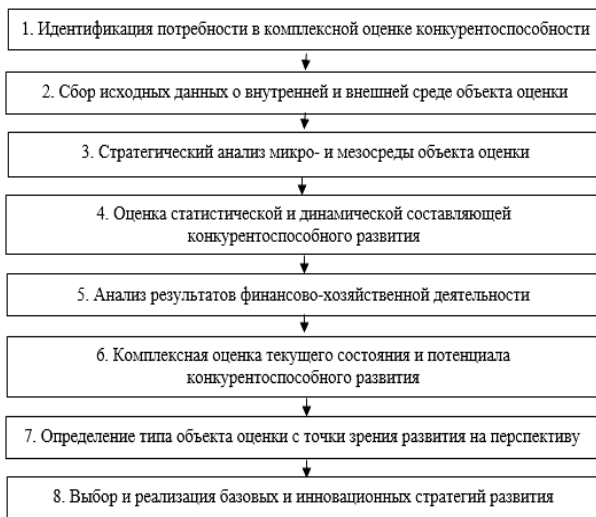 1. Идентификация потребности в комплексной оценке конкурентоспособности
2. Сбор исходных данных о внутренней и внешней среде объекта оценки
3. Стратегический анализ микро- и мезосреды объекта оценки
4. Оценка статистической и динамической составляющей
конкурентоспособного развития
5. Анализ результатов финансово-хозяйственной деятельности
6. Комплексная оценка текущего состояния и потенциала
конкурентоспособного развития
7. Определение типа объекта оценки с точки зрения развития на перспективу
8. Выбор и реализация базовых и инновационных стратегий развития